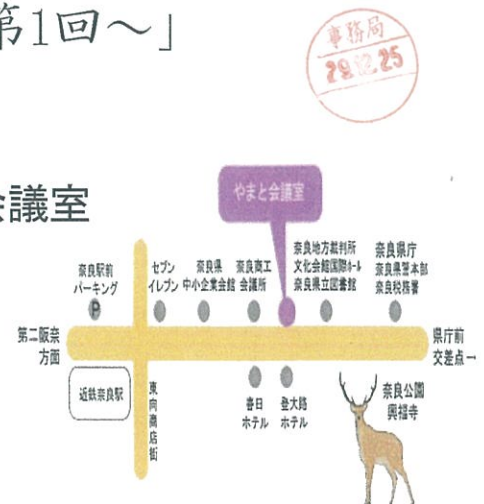 第1回～」
事務局
29.12.25
会議室
やまと会議室
奈良駅前
パーキング
P
セブン
イレブン
奈良県
中小企業会館
奈良商工
会議所
奈良地方裁判所
文化会館国際ホール
奈良県立図書館
奈良県庁
奈良県警本部
奈良税務署
第二阪奈
方面
県庁前
交差点→
近鉄奈良駅
東向商店街
春日
ホテル
登大路
ホテル
奈良公園
興福寺